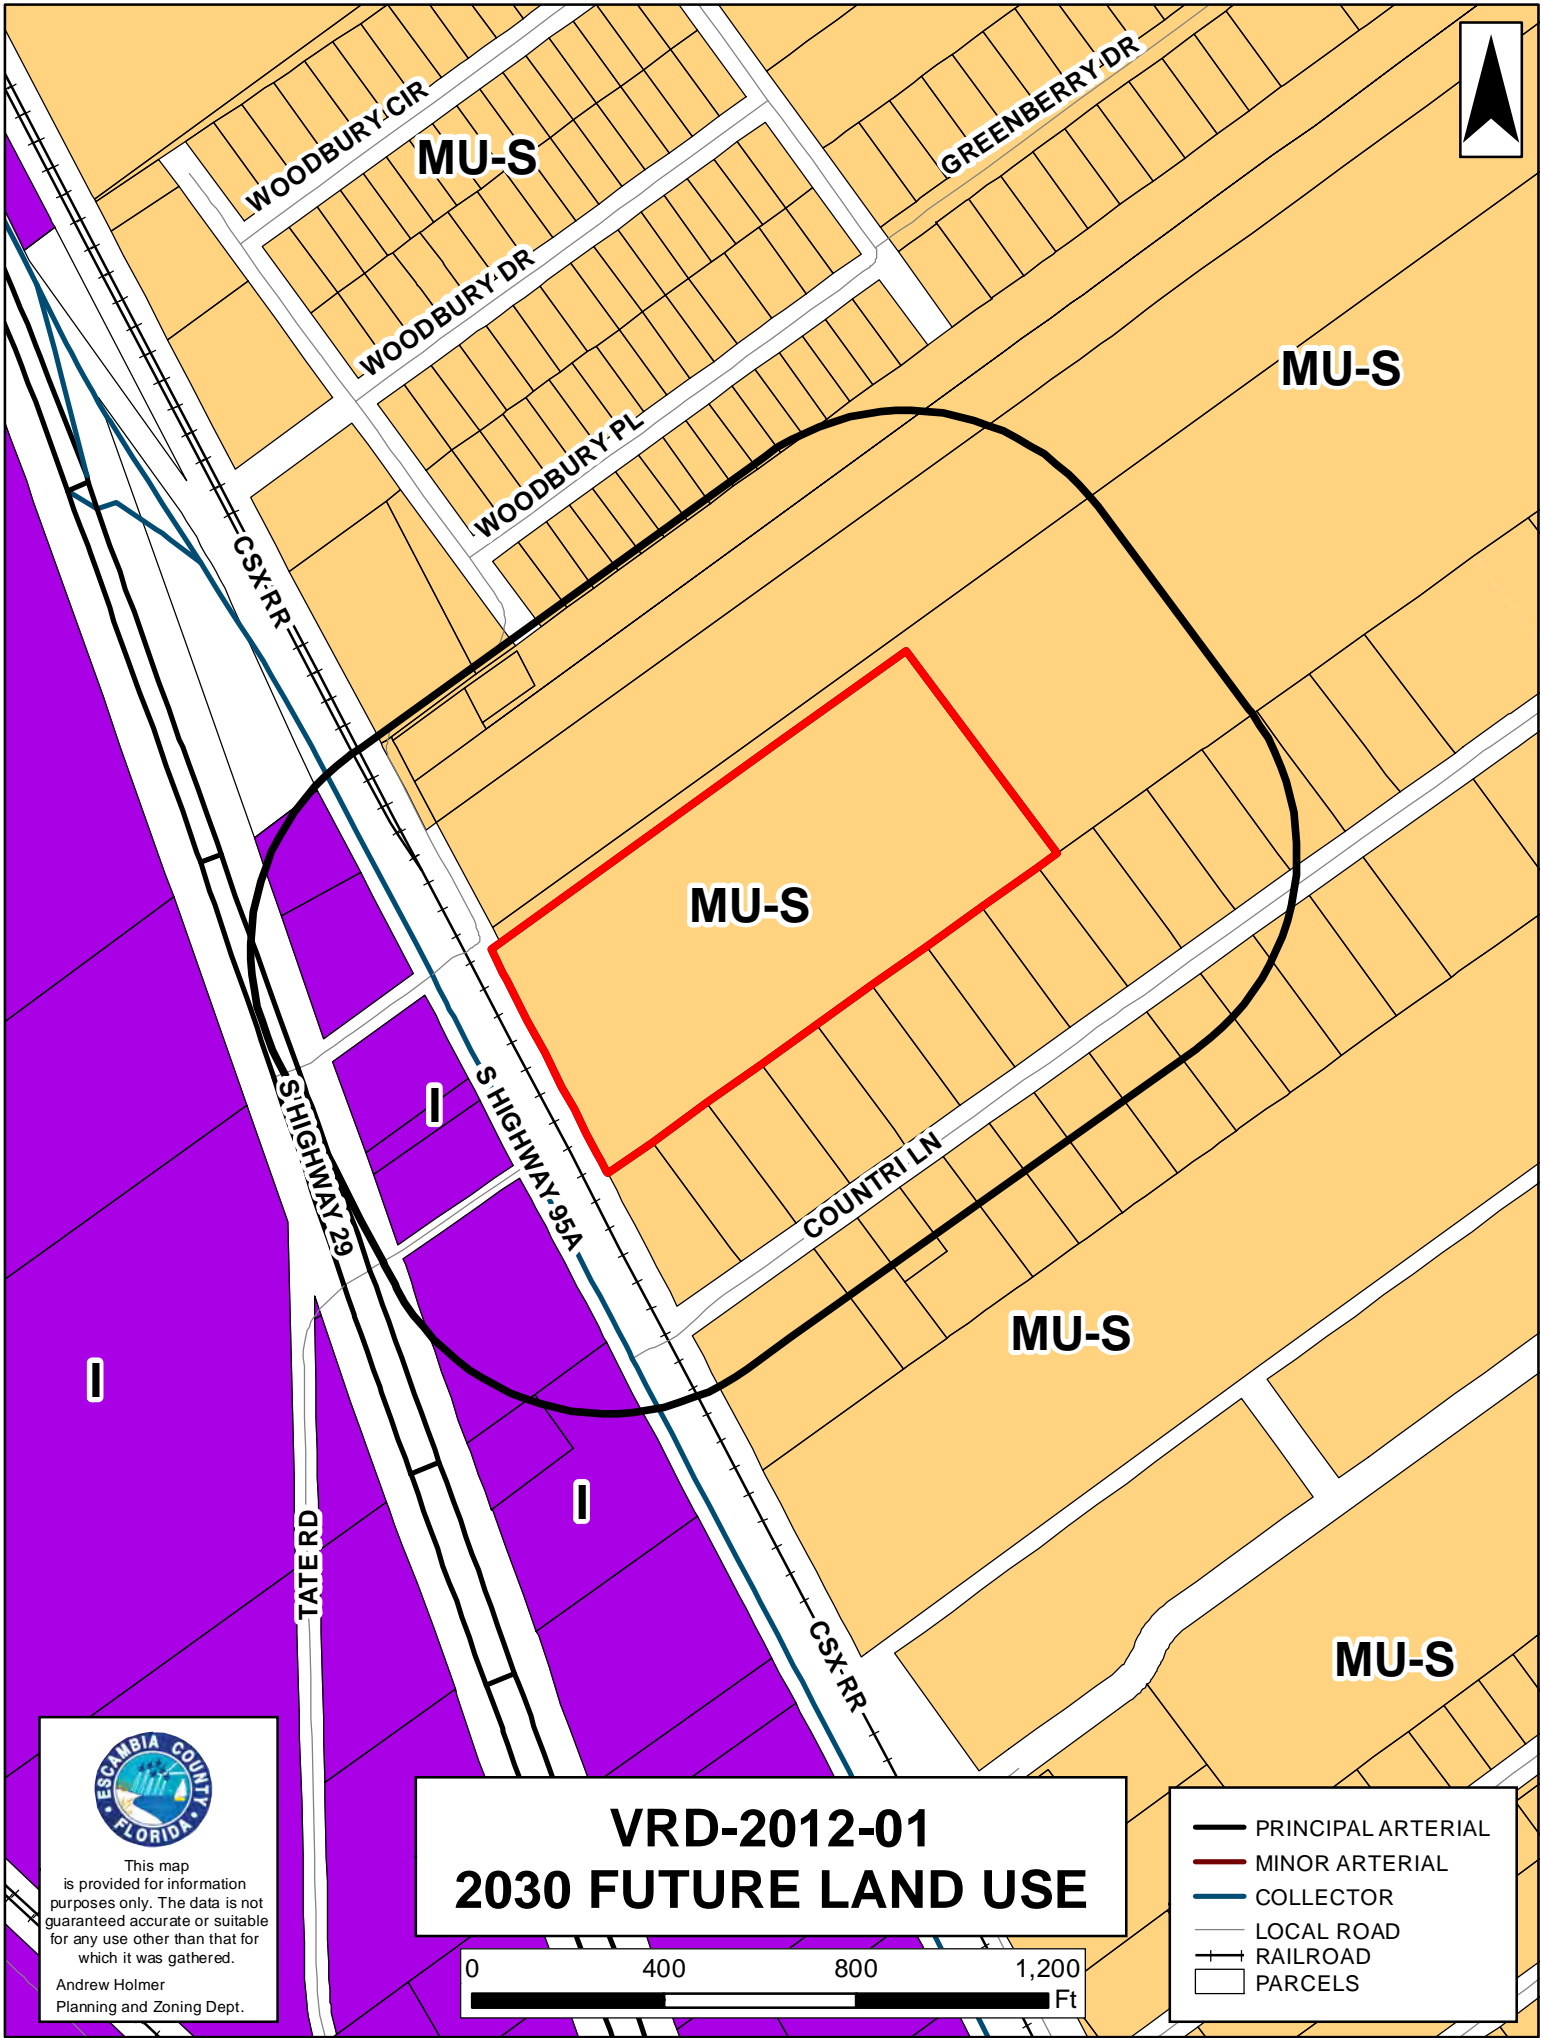 WOODBURY CIR
MU-S
GREENBERRY DR
WOODBURY DR
MU-S
WOODBURY PL
CSX RR
MU-S
S HIGHWAY 95A
I
S HIGHWAY 29
COUNTRI LN
MU-S
I
I
TATE RD
CSX RR
MU-S
ESCAMBIA COUNTY
FLORIDA
This map
is provided for information
purposes only. The data is not
guaranteed accurate or suitable
for any use other than that for
which it was gathered.
Andrew Holmer
Planning and Zoning Dept.
VRD-2012-01
2030 FUTURE LAND USE
0 400 800 1,200
Ft
PRINCIPAL ARTERIAL
MINOR ARTERIAL
COLLECTOR
LOCAL ROAD
RAILROAD
PARCELS